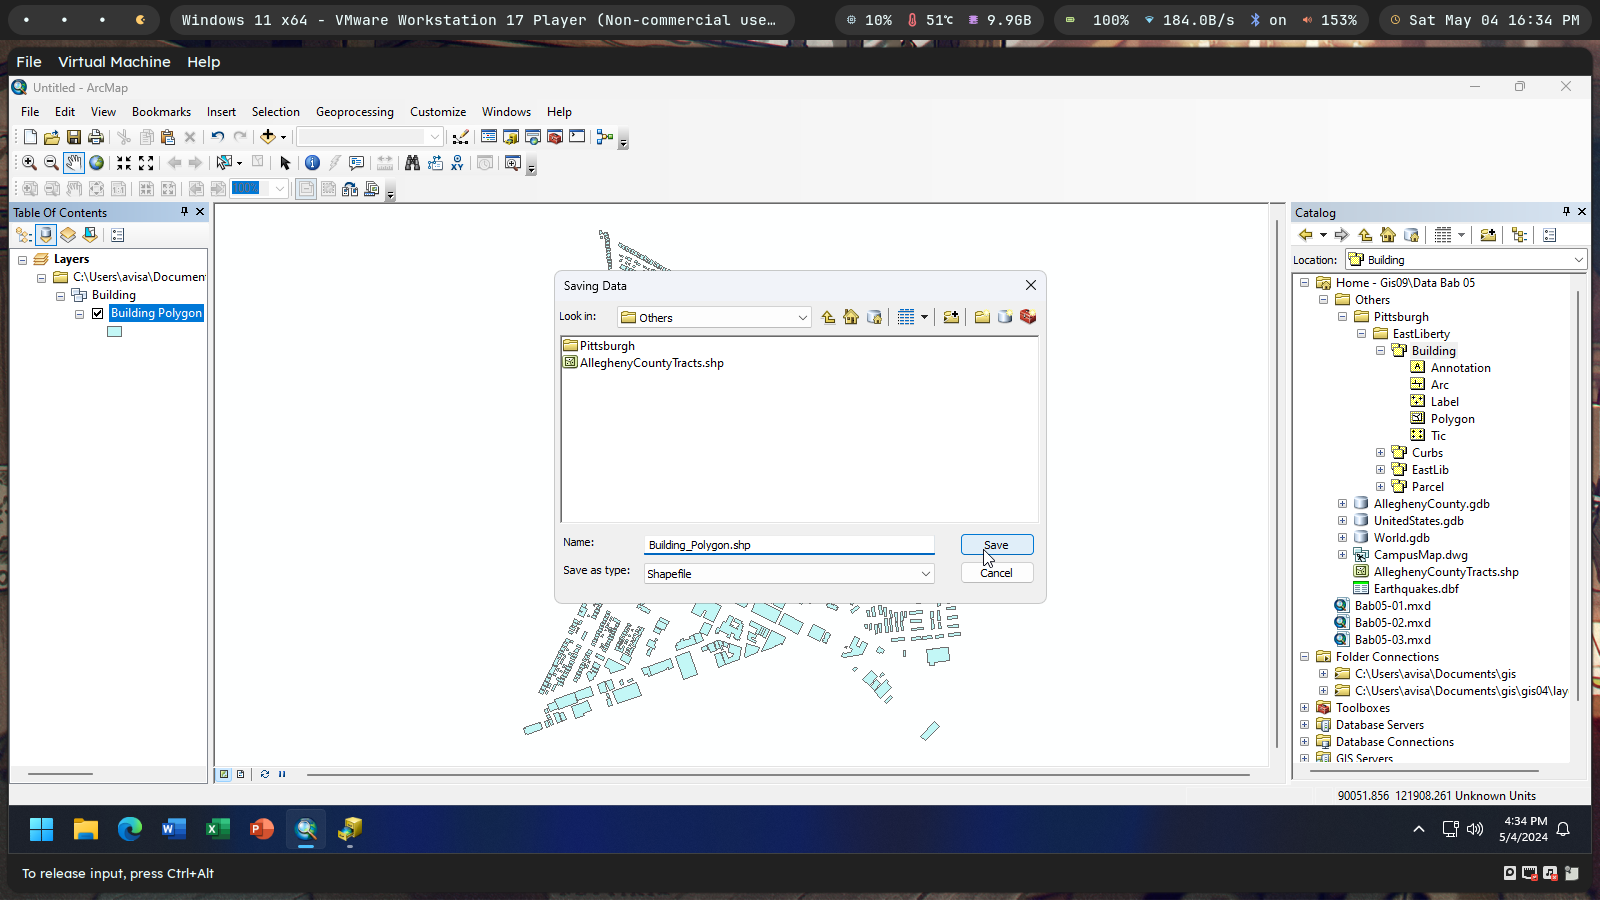 Windows 11 x64 - VMware Workstation 17 Player (Non-commercial use…
10%
51℃
9.9GB
100%
184.0B/s
on
153%
Sat May 04 16:34 PM
File Virtual Machine Help
Untitled - ArcMap
File Edit View Bookmarks Insert Selection Geoprocessing Customize Windows Help
100%
Table Of Contents
Layers
C:\Users\avisa\Documen
Building
Building Polygon
Saving Data
Look in: Others
Pittsburgh
AlleghenyCountyTracts.shp
Name: Building_Polygon.shp
Save
Save as type: Shapefile
Cancel
Catalog
Location: Building
Home - Gis09\Data Bab 05
Others
Pittsburgh
EastLiberty
Building
Annotation
Arc
Label
Polygon
Tic
Curbs
EastLib
Parcel
AlleghenyCounty.gdb
UnitedStates.gdb
World.gdb
CampusMap.dwg
AlleghenyCountyTracts.shp
Earthquakes.dbf
Bab05-01.mxd
Bab05-02.mxd
Bab05-03.mxd
Folder Connections
C:\Users\avisa\Documents\gis
C:\Users\avisa\Documents\gis\gis04\lay
Toolboxes
Database Servers
Database Connections
GIS Servers
90051.856 121908.261 Unknown Units
4:34 PM
5/4/2024
To release input, press Ctrl+Alt